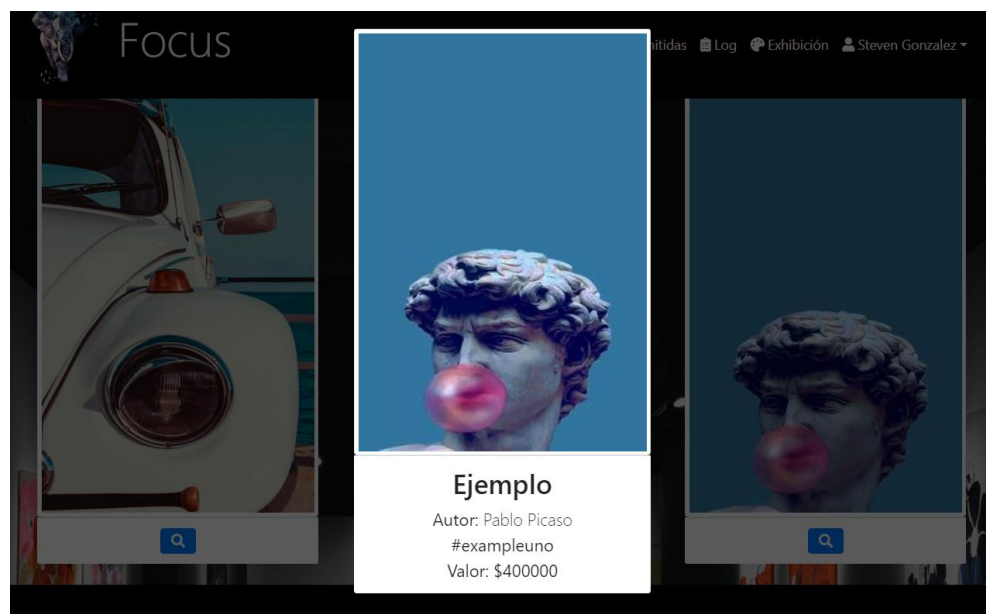 Focus
itidas Log Exhibición Steven Gonzalez
Ejemplo
Autor: Pablo Picaso
#exampleuno
Valor: $400000